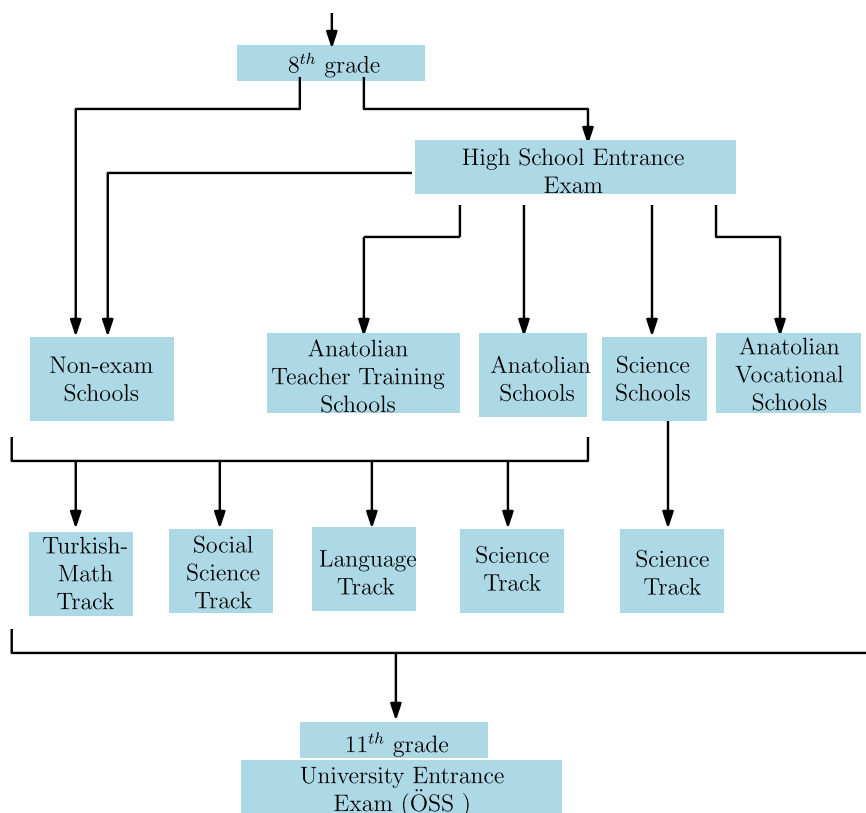 8th grade
High School Entrance
Exam
Non-exam
Schools
Anatolian
Teacher Training
Schools
Anatolian
Schools
Science
Schools
Anatolian
Vocational
Schools
Turkish-
Math
Track
Social
Science
Track
Language
Track
Science
Track
Science
Track
11th grade
University Entrance
Exam (ÖSS )